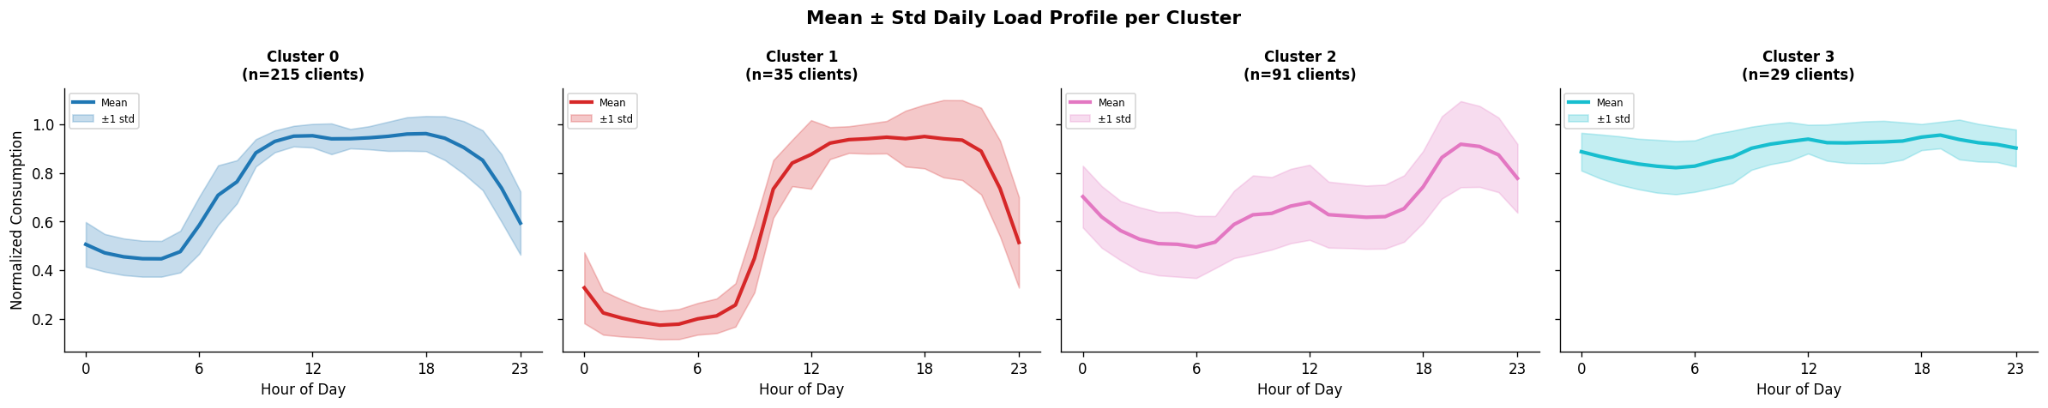 Mean ± Std Daily Load Profile per Cluster
Cluster 0
(n=215 clients)
Mean
±1 std
Normalized Consumption
1.0
0.8
0.6
0.4
0.2
0 6 12 18 23
Hour of Day
Cluster 1
(n=35 clients)
Mean
±1 std
0 6 12 18 23
Hour of Day
Cluster 2
(n=91 clients)
Mean
±1 std
0 6 12 18 23
Hour of Day
Cluster 3
(n=29 clients)
Mean
±1 std
0 6 12 18 23
Hour of Day